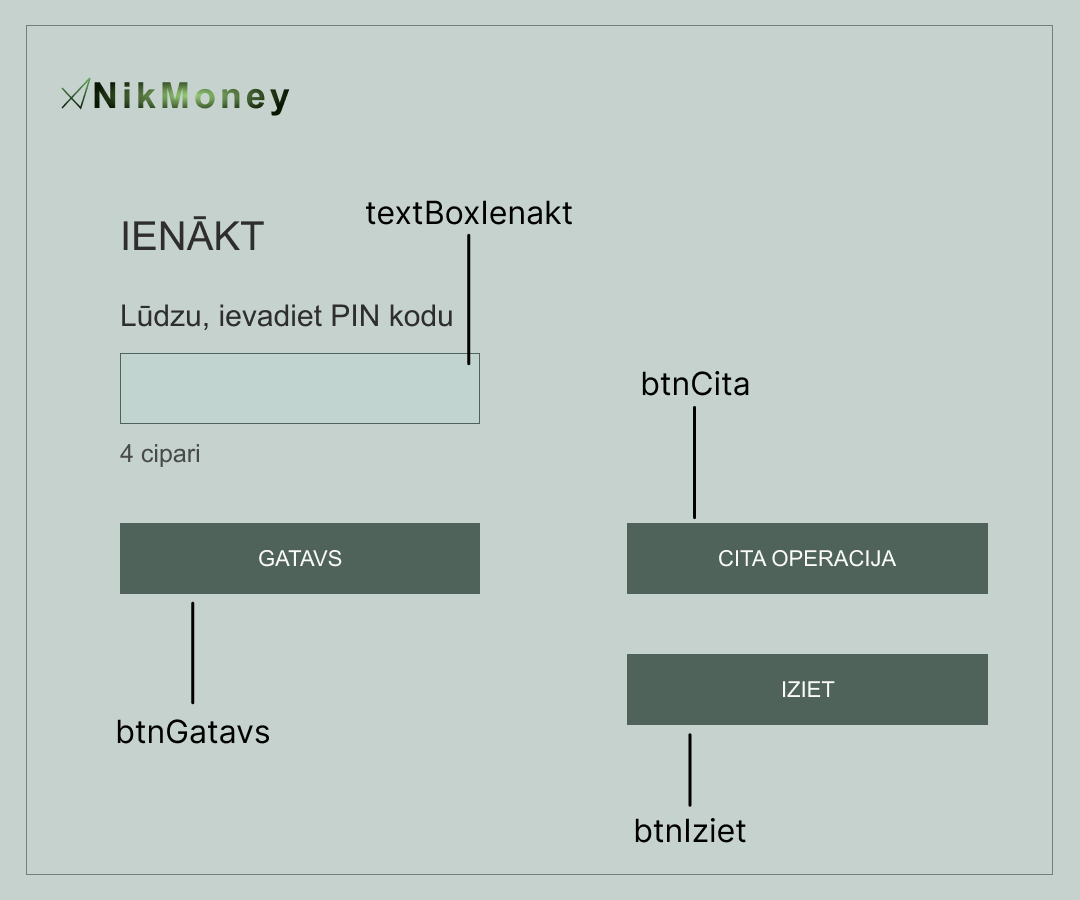 NikMoney
textBoxIenakt
IENĀKT
Lūdzu, ievadiet PIN kodu
4 cipari
btnCita
GATAVS
CITA OPERACIJA
IZIET
btnGatavs
btnIziet